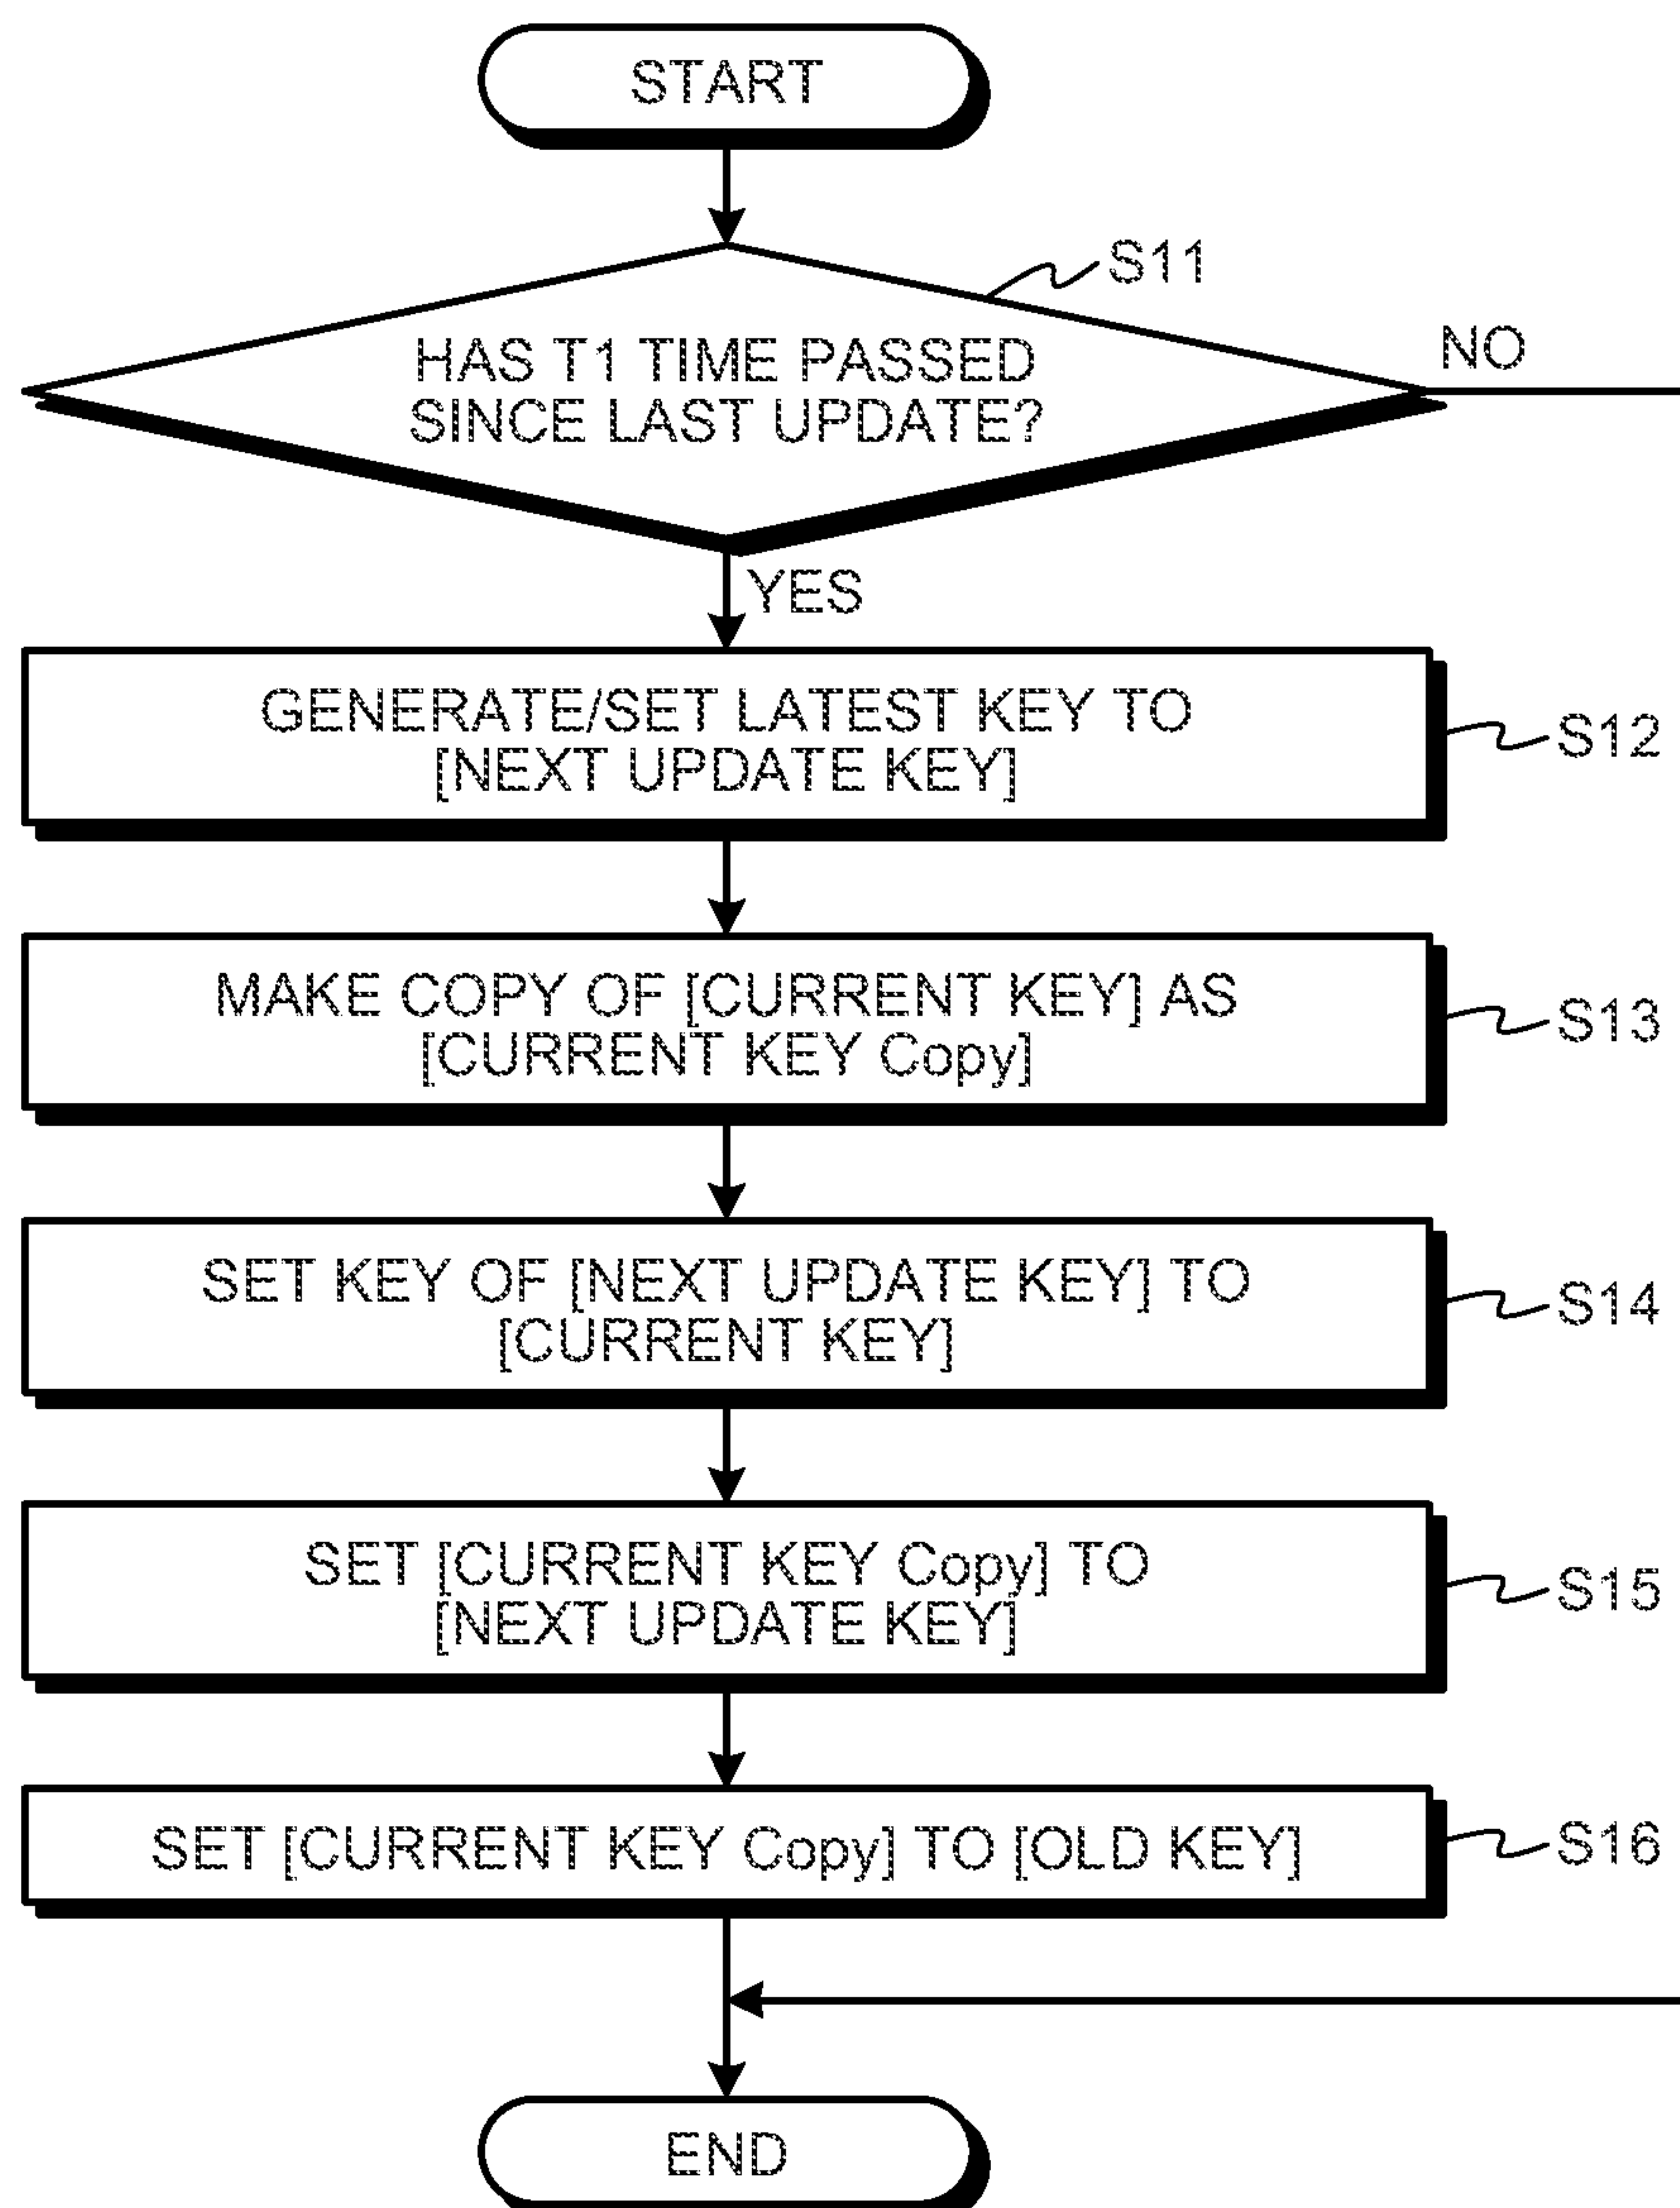 START
S11
HAS T1 TIME PASSED
SINCE LAST UPDATE?
NO
YES
GENERATE/SET LATEST KEY TO
[NEXT UPDATE KEY]
S12
MAKE COPY OF [CURRENT KEY] AS
[CURRENT KEY Copy]
S13
SET KEY OF [NEXT UPDATE KEY] TO
[CURRENT KEY]
S14
SET [CURRENT KEY Copy] TO
[NEXT UPDATE KEY]
S15
SET [CURRENT KEY Copy] TO [OLD KEY]
S16
END